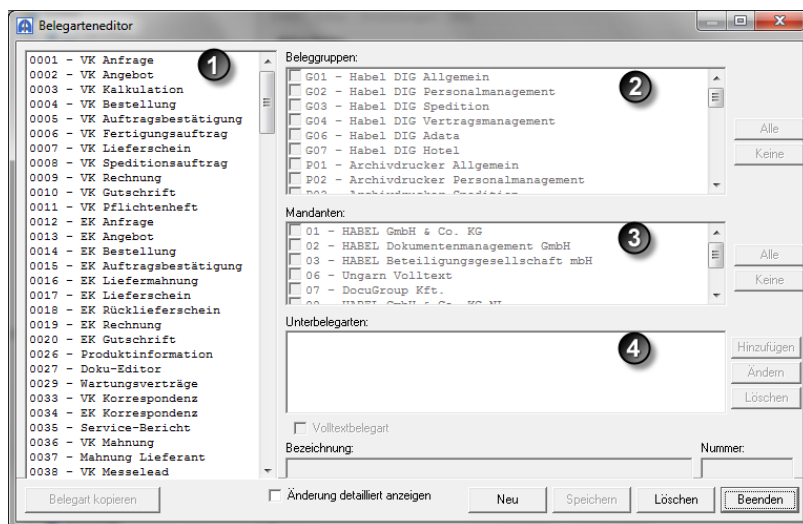 Belegarteneditor
0001 - VK Anfrage
0002 - VK Angebot
0003 - VK Kalkulation
0004 - VK Bestellung
0005 - VK Auftragsbestätigung
0006 - VK Fertigungsauftrag
0007 - VK Lieferschein
0008 - VK Speditionsauftrag
0009 - VK Rechnung
0010 - VK Gutschrift
0011 - VK Pflichtenheft
0012 - EK Anfrage
0013 - EK Angebot
0014 - EK Bestellung
0015 - EK Auftragsbestätigung
0016 - EK Liefermahnung
0017 - EK Lieferschein
0018 - EK Rücklieferschein
0019 - EK Rechnung
0020 - EK Gutschrift
0026 - Produktinformation
0027 - Doku-Editor
0029 - Wartungsverträge
0033 - VK Korrespondenz
0034 - EK Korrespondenz
0035 - Service-Bericht
0036 - VK Mahnung
0037 - Mahnung Lieferant
0038 - VK Messelead
1
Beleggruppen:
G01 - Habel DIG Allgemein
G02 - Habel DIG Personalmanagement
G03 - Habel DIG Spedition
G04 - Habel DIG Vertragsmanagement
G06 - Habel DIG Adata
G07 - Habel DIG Hotel
P01 - Archivdrucker Allgemein
P02 - Archivdrucker Personalmanagement
P03 - Archivdrucker Spedition
2
Alle
Keine
Mandanten:
01 - HABEL GmbH & Co. KG
02 - HABEL Dokumentenmanagement GmbH
03 - HABEL Beteiligungsgesellschaft mbH
06 - Ungarn Volltext
07 - DocuGroup Kft.
HABEL GmbH & Co. KG NL
3
Alle
Keine
Unterbelegarten:
4
Hinzufügen
Ändern
Löschen
Volltextbelegart
Bezeichnung:
Nummer:
Belegart kopieren
Änderung detailliert anzeigen
Neu
Speichern
Löschen
Beenden